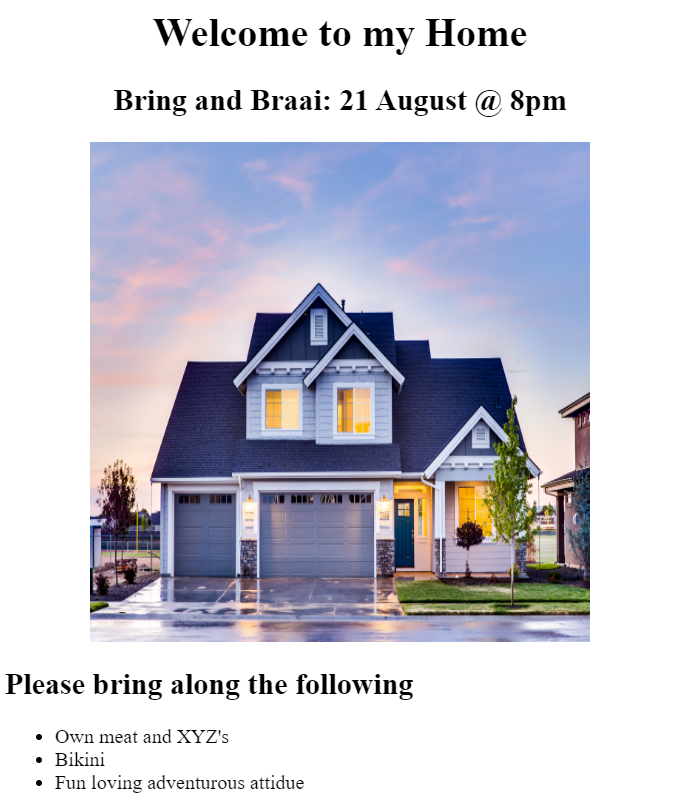 Welcome to my Home
Bring and Braai: 21 August @ 8pm
Please bring along the following
Own meat and XYZ's
Bikini
Fun loving adventurous attidue